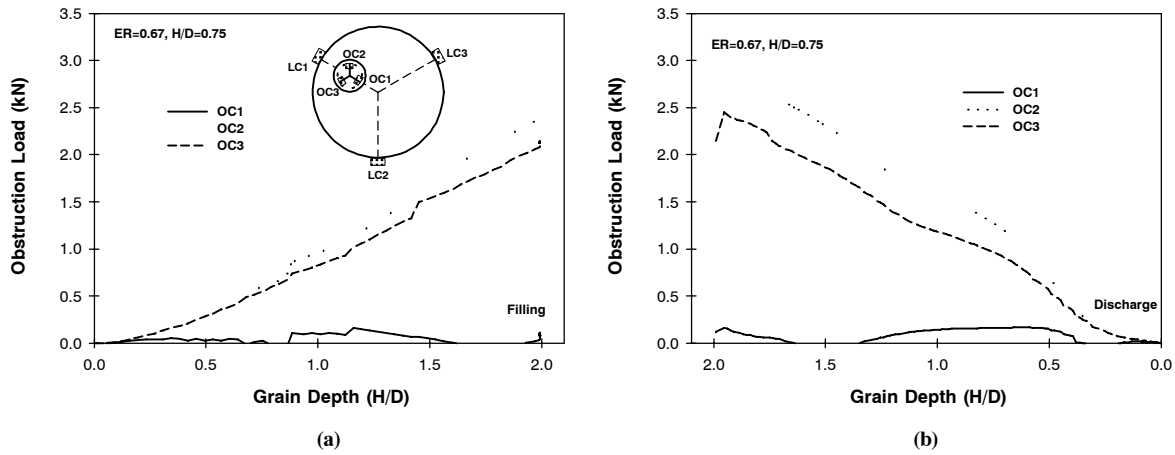 3.5
3.0
2.5
2.0
1.5
1.0
0.5
0.0
Obstruction Load (kN)
ER=0.67, H/D=0.75
OC1
OC2
OC3
LC1
OC2
LC3
OC1
OC3
LC2
Filling
0.0 0.5 1.0 1.5 2.0
Grain Depth (H/D)
(a)
3.5
3.0
2.5
2.0
1.5
1.0
0.5
0.0
Obstruction Load (kN)
ER=0.67, H/D=0.75
OC1
OC2
OC3
Discharge
2.0 1.5 1.0 0.5 0.0
Grain Depth (H/D)
(b)